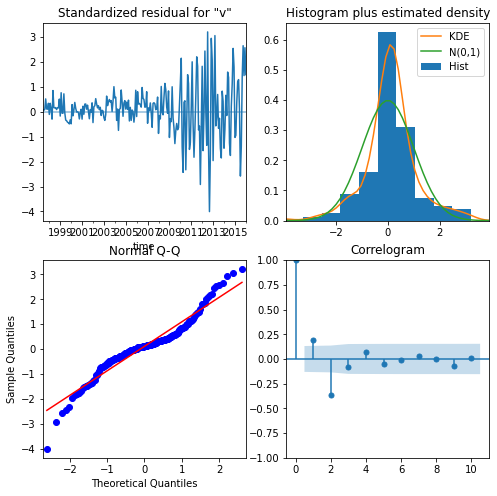 Standardized residual for "v"
3
2
1
0
−1
−2
−3
−4
1999 2001 2003 2005 2007 2009 2011 2013 2015
time
Histogram plus estimated density
KDE
N(0,1)
Hist
0.6
0.5
0.4
0.3
0.2
0.1
0.0
−2 0 2
Normal Q-Q
Sample Quantiles
3
2
1
0
−1
−2
−3
−4
−2 −1 0 1 2
Theoretical Quantiles
Correlogram
1.00
0.75
0.50
0.25
0.00
−0.25
−0.50
−0.75
−1.00
0 2 4 6 8 10